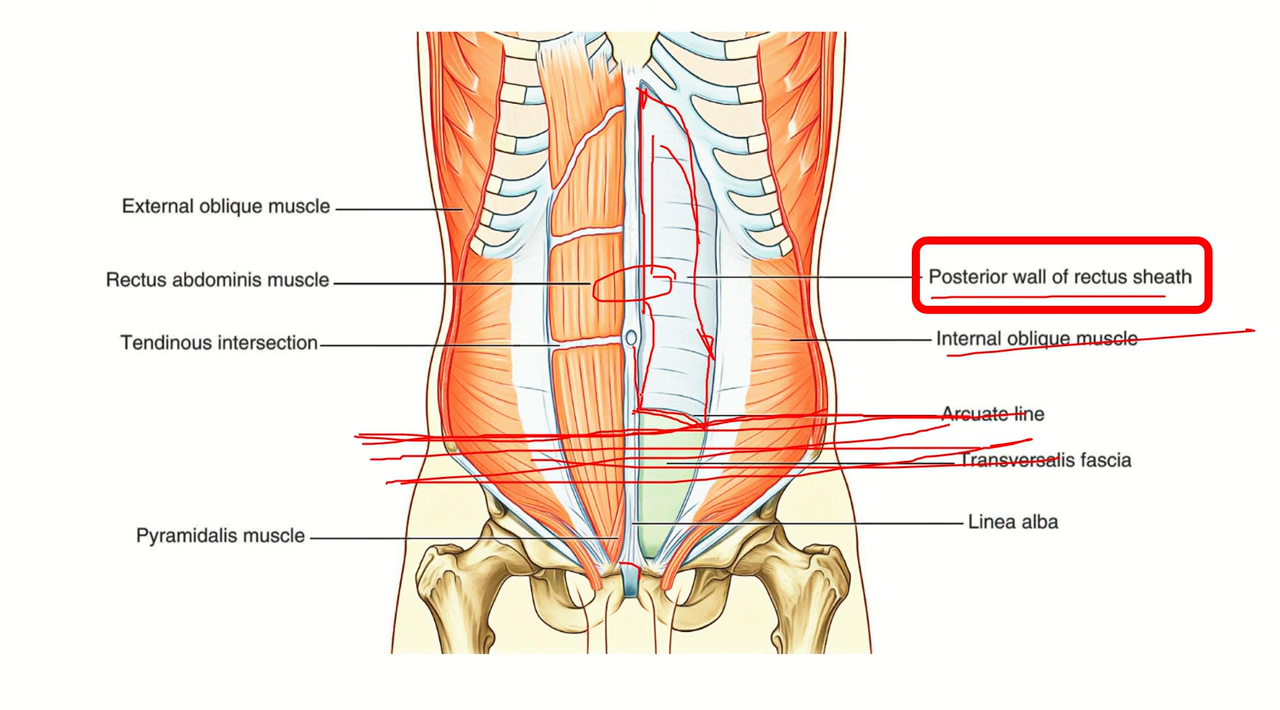 External oblique muscle
Rectus abdominis muscle
Tendinous intersection
Pyramidalis muscle
Posterior wall of rectus sheath
Internal oblique muscle
Arcuate line
Transversalis fascia
Linea alba